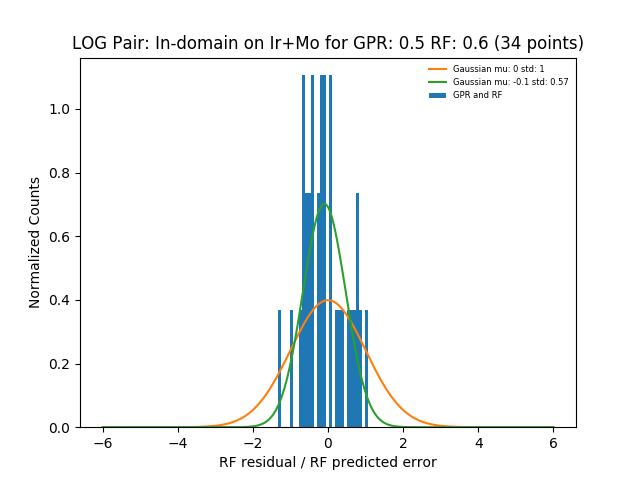 LOG Pair: In-domain on Ir+Mo for GPR: 0.5 RF: 0.6 (34 points)
Gaussian mu: 0 std: 1
Gaussian mu: -0.1 std: 0.57
GPR and RF
Normalized Counts
1.0
0.8
0.6
0.4
0.2
0.0
−6 −4 −2 0 2 4 6
RF residual / RF predicted error